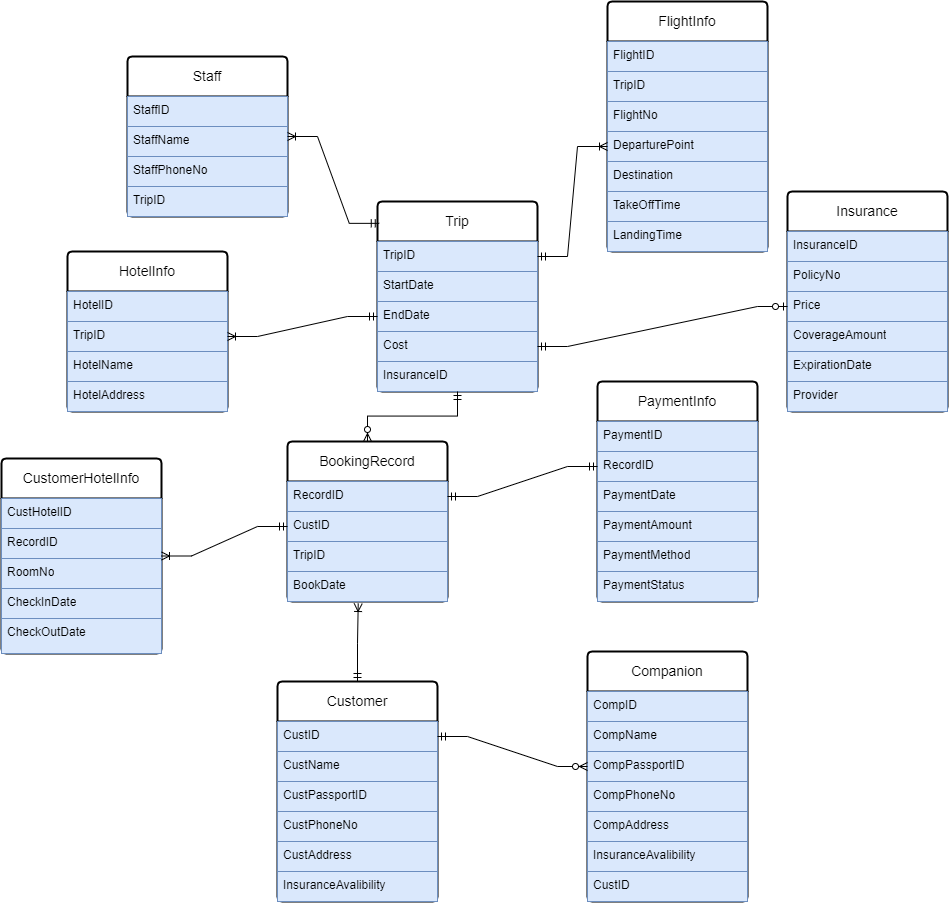 FlightInfo
FlightID
TripID
FlightNo
DeparturePoint
Destination
TakeOffTime
LandingTime
Staff
StaffID
StaffName
StaffPhoneNo
TripID
Insurance
InsuranceID
PolicyNo
Price
CoverageAmount
ExpirationDate
Provider
Trip
TripID
StartDate
EndDate
Cost
InsuranceID
HotelInfo
HotelID
TripID
HotelName
HotelAddress
PaymentInfo
PaymentID
RecordID
PaymentDate
PaymentAmount
PaymentMethod
PaymentStatus
BookingRecord
RecordID
CustID
TripID
BookDate
CustomerHotelInfo
CustHotelID
RecordID
RoomNo
CheckInDate
CheckOutDate
Customer
CustID
CustName
CustPassportID
CustPhoneNo
CustAddress
InsuranceAvalibility
Companion
CompID
CompName
CompPassportID
CompPhoneNo
CompAddress
InsuranceAvalibility
CustID